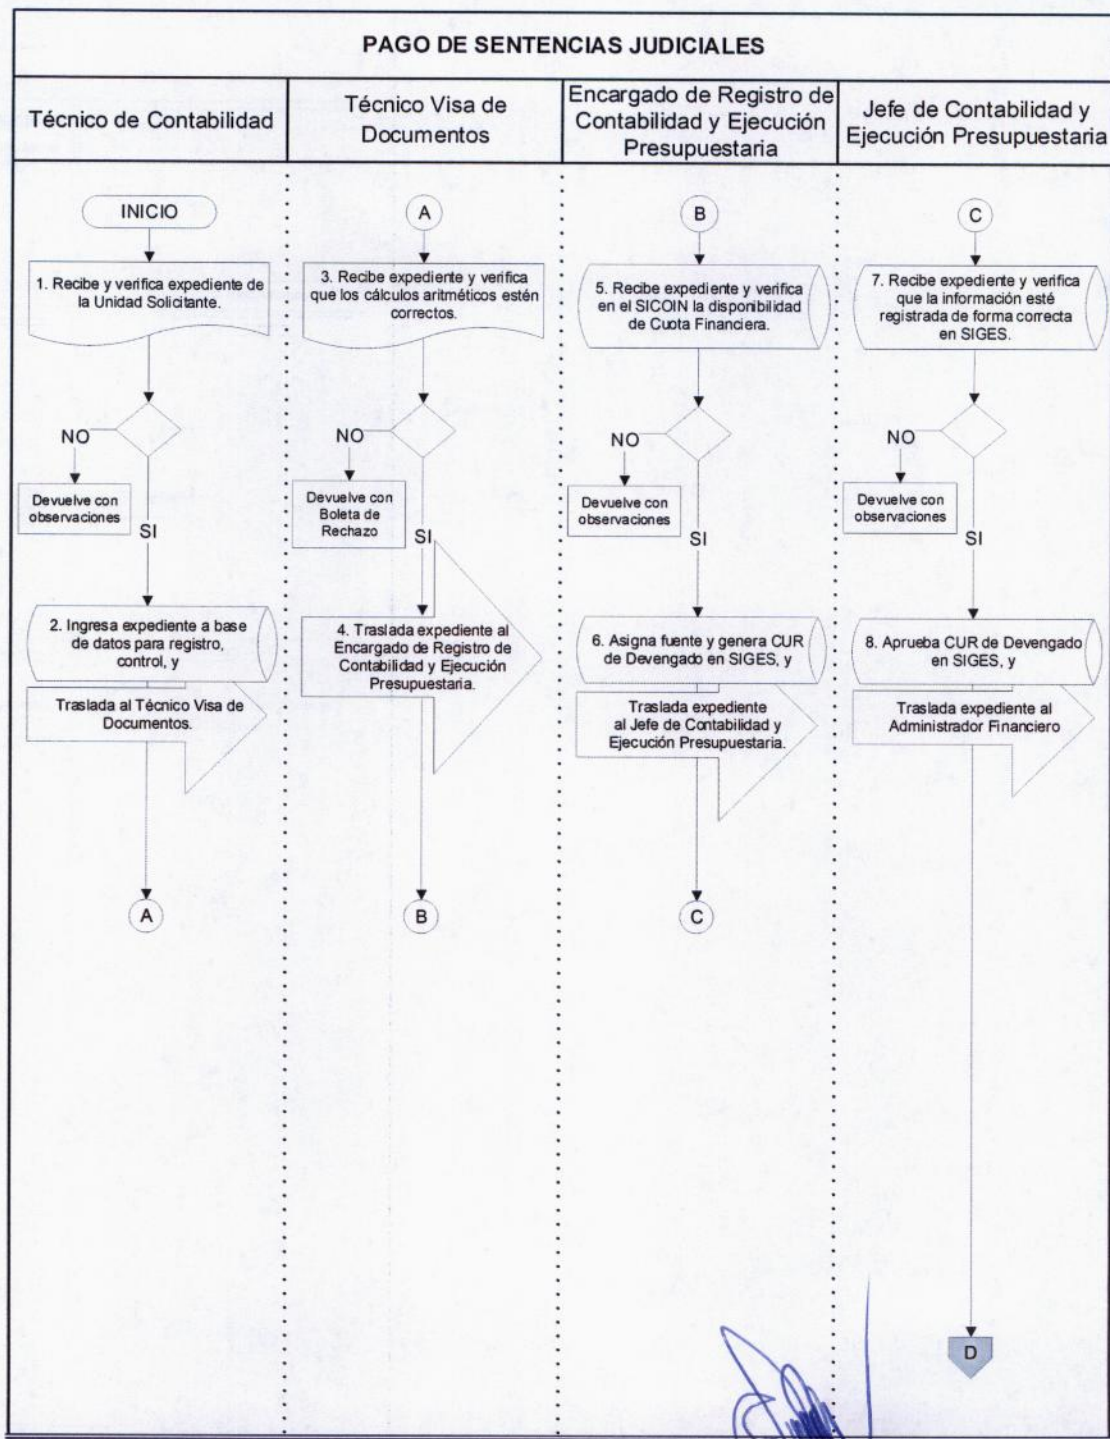 PAGO DE SENTENCIAS JUDICIALES
Técnico de Contabilidad
Técnico Visa de
Documentos
Encargado de Registro de
Contabilidad y Ejecución
Presupuestaria
Jefe de Contabilidad y
Ejecución Presupuestaria
INICIO
1. Recibe y verifica expediente de
la Unidad Solicitante.
NO
Devuelve con
observaciones
SI
2. Ingresa expediente a base
de datos para registro,
control, y
Traslada al Técnico Visa de
Documentos.
A
A
3. Recibe expediente y verifica
que los cálculos aritméticos estén
correctos.
NO
Devuelve con
Boleta de
Rechazo
SI
4. Traslada expediente al
Encargado de Registro de
Contabilidad y Ejecución
Presupuestaria.
B
B
5. Recibe expediente y verifica
en el SICOIN la disponibilidad
de Cuota Financiera.
NO
Devuelve con
observaciones
SI
6. Asigna fuente y genera CUR
de Devengado en SIGES, y
Traslada expediente
al Jefe de Contabilidad y
Ejecución Presupuestaria.
C
C
7. Recibe expediente y verifica
que la información esté
registrada de forma correcta
en SIGES.
NO
Devuelve con
observaciones
SI
8. Aprueba CUR de Devengado
en SIGES, y
Traslada expediente al
Administrador Financiero
D